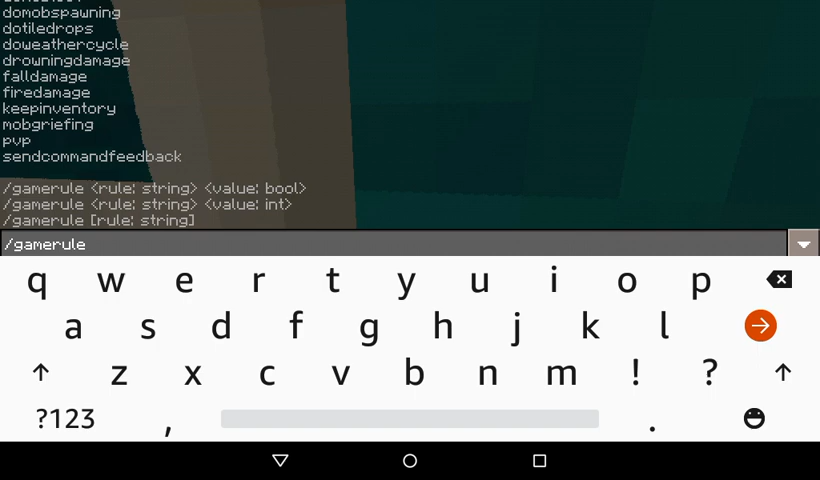 domobspawning
dotiledrops
doweathercycle
drowningdamage
falldamage
firedamage
keepinventory
mobgriefing
pvp
sendcommandfeedback
/gamerule <rule: string> <value: bool>
/gamerule <rule: string> <value: int>
/gamerule [rule: string]
/gamerule
q w e r t y u i o p
a s d f g h j k l
z x c v b n m ! ?
?123 , .